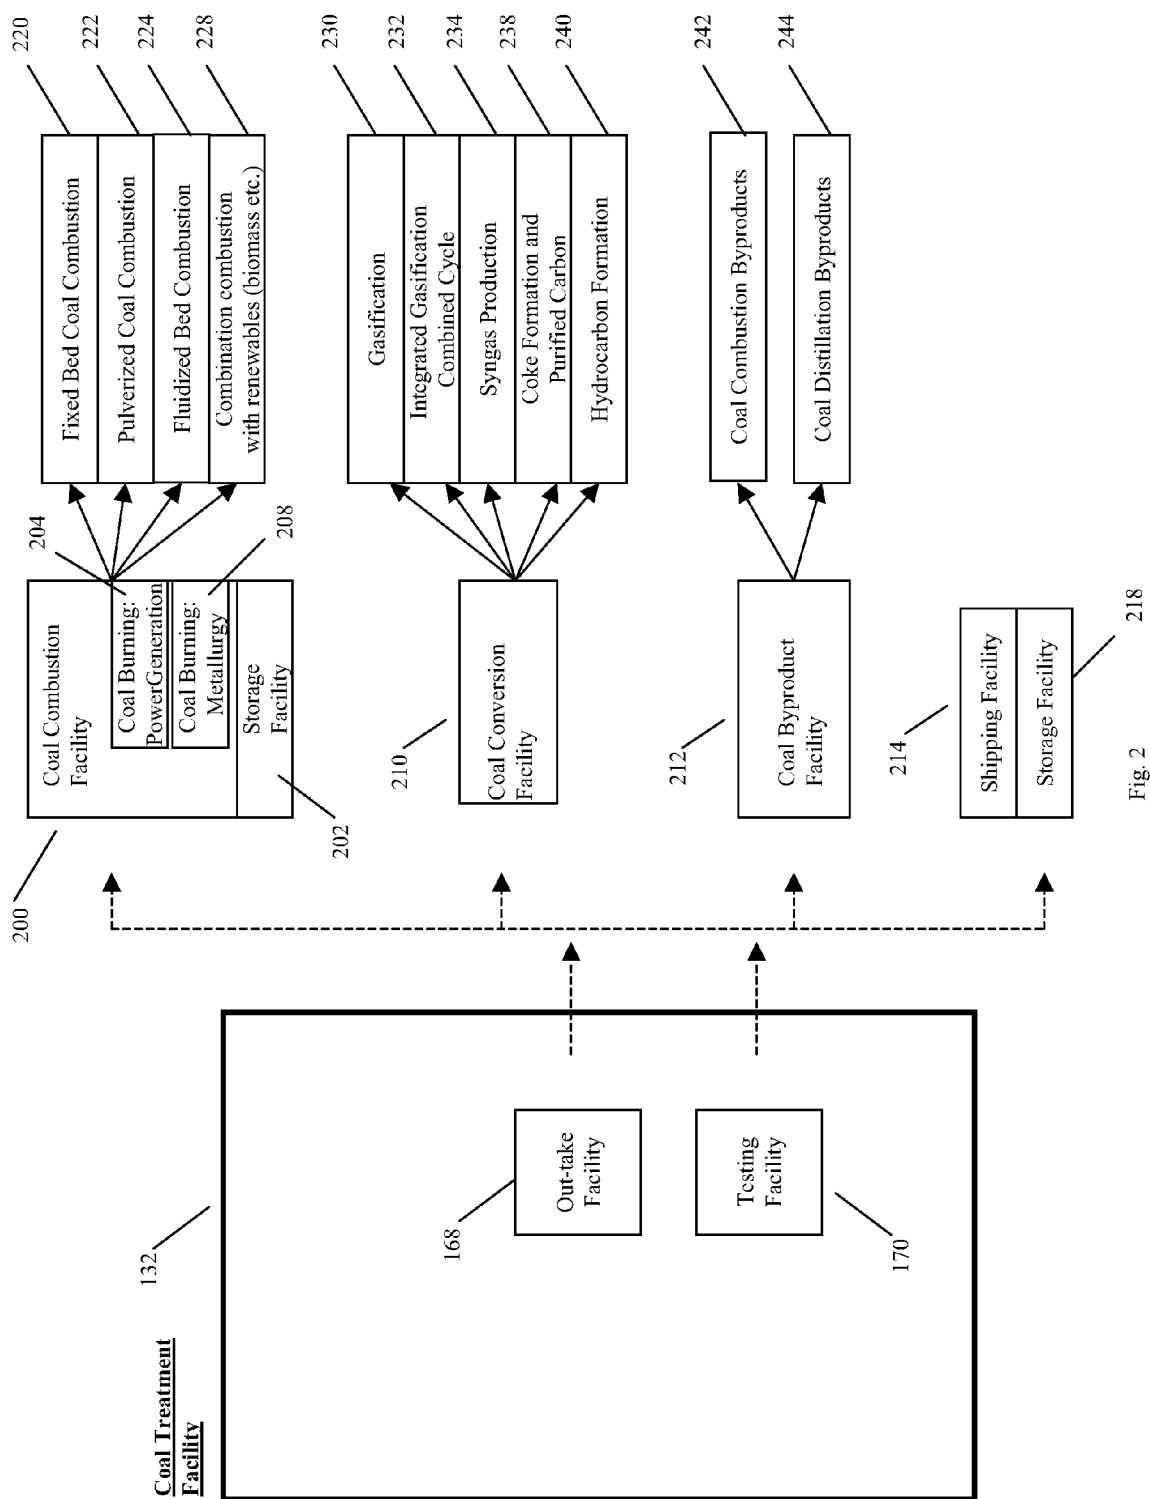 Coal Treatment
Facility
132
168
Out-take
Facility
Testing
Facility
170
200
Coal Combustion
Facility
Coal Burning:
PowerGeneration
204
Coal Burning:
Metallurgy
208
Storage
Facility
202
210
Coal Conversion
Facility
212
Coal Byproduct
Facility
214
Shipping Facility
Storage Facility
218
Fixed Bed Coal Combustion
220
Pulverized Coal Combustion
222
Fluidized Bed Combustion
224
Combination combustion
with renewables (biomass etc.)
228
Gasification
230
Integrated Gasification
Combined Cycle
232
Syngas Production
234
Coke Formation and
Purified Carbon
238
Hydrocarbon Formation
240
Coal Combustion Byproducts
242
Coal Distillation Byproducts
244
Fig. 2